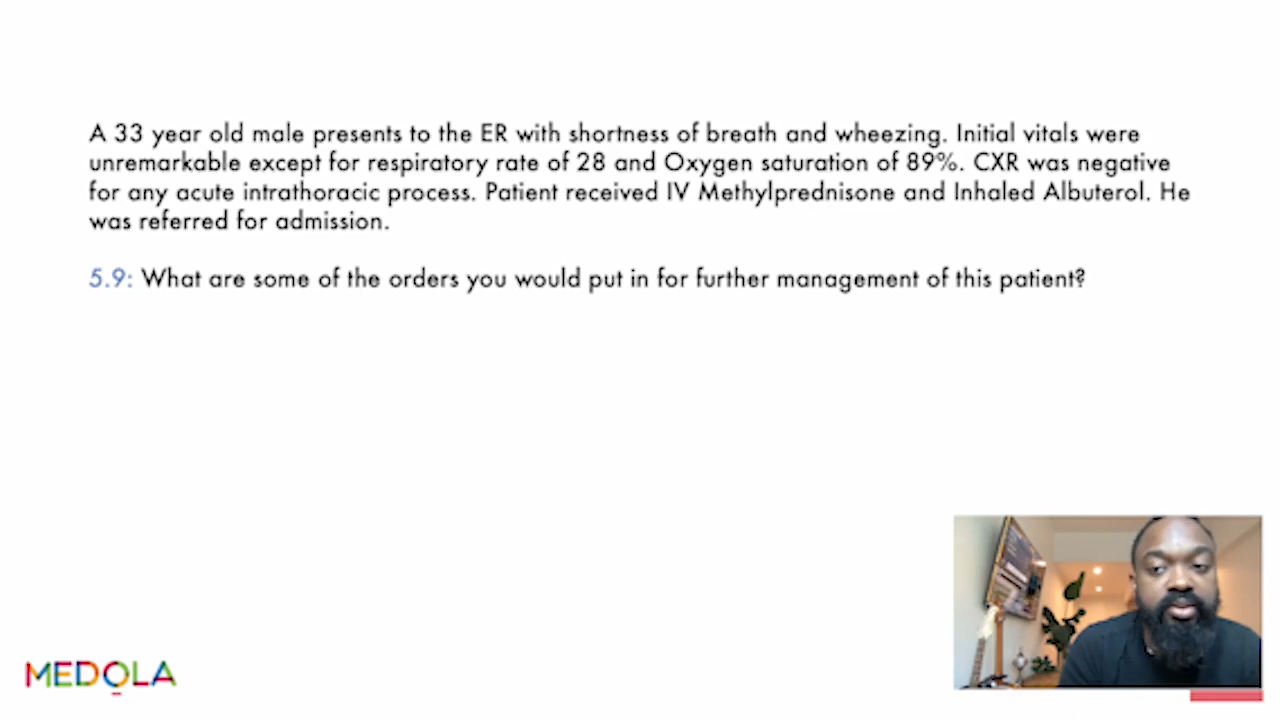 A 33 year old male presents to the ER with shortness of breath and wheezing. Initial vitals were
unremarkable except for respiratory rate of 28 and Oxygen saturation of 89%. CXR was negative
for any acute intrathoracic process. Patient received IV Methylprednisone and Inhaled Albuterol. He
was referred for admission.
5.9: What are some of the orders you would put in for further management of this patient?
MEDOLA